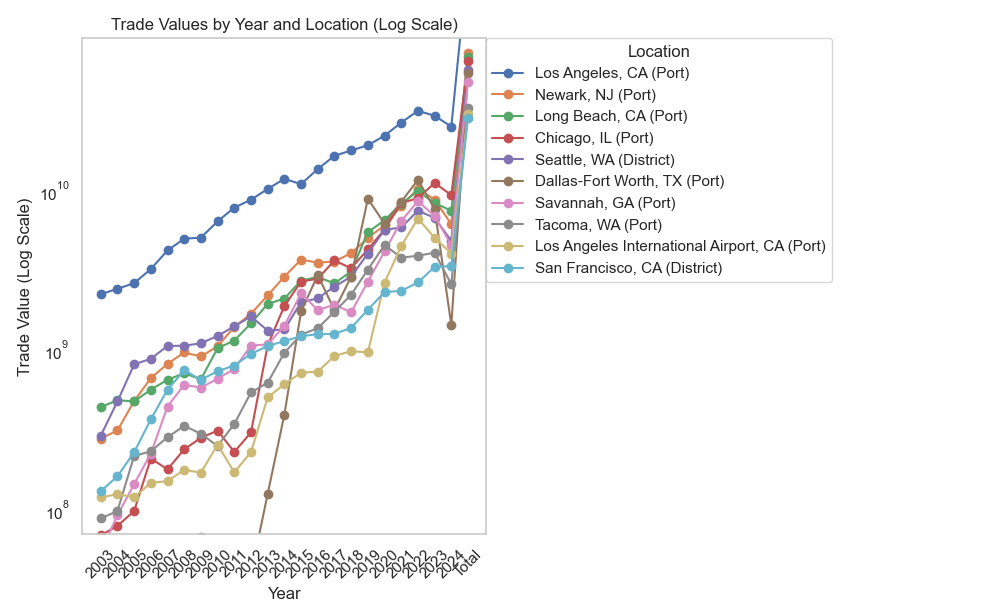 Trade Values by Year and Location (Log Scale)
Trade Value (Log Scale)
10^10
10^9
10^8
2003
2004
2005
2006
2007
2008
2009
2010
2011
2012
2013
2014
2015
2016
2017
2018
2019
2020
2021
2022
2023
2024
Total
Year
Location
Los Angeles, CA (Port)
Newark, NJ (Port)
Long Beach, CA (Port)
Chicago, IL (Port)
Seattle, WA (District)
Dallas-Fort Worth, TX (Port)
Savannah, GA (Port)
Tacoma, WA (Port)
Los Angeles International Airport, CA (Port)
San Francisco, CA (District)